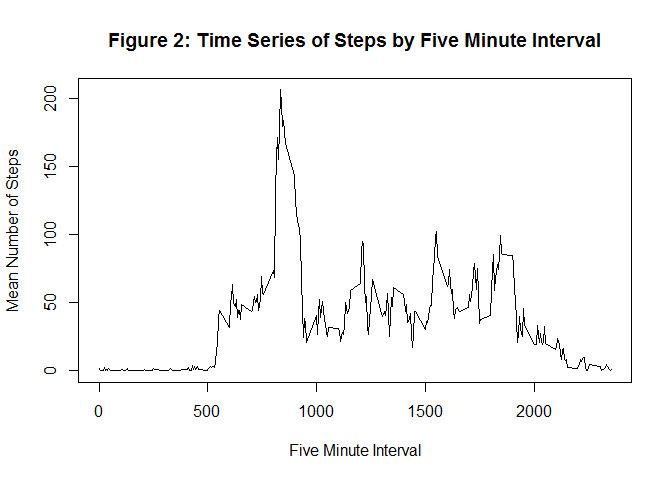 Figure 2: Time Series of Steps by Five Minute Interval
Mean Number of Steps
200
150
100
50
0
0 500 1000 1500 2000
Five Minute Interval